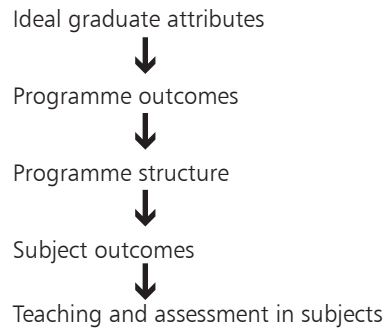 Ideal graduate attributes
Programme outcomes
Programme structure
Subject outcomes
Teaching and assessment in subjects